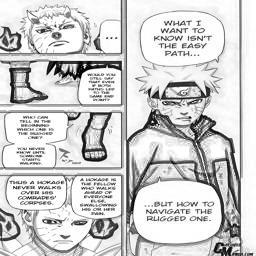 ...
WOULD YOU
STILL SAY
THAT EVEN
IF BOTH
PATHS LED
TO THE
SAME END
POINT?
WHO CAN
TELL IN THE
BEGINNING
WHICH ONE IS
THE RUGGED
ONE?
YOU NEVER
KNOW UNTIL
SOMEONE
STARTS
WALKING.
A HOKAGE IS
THE FELLOW
WHO WALKS
AHEAD OF
EVERYONE
ELSE,
SWALLOWING
HIS OR HER
PAIN.
THUS A HOKAGE
NEVER WALKS
OVER HIS
COMRADES'
CORPSES.
WHAT I
WANT TO
KNOW ISN'T
THE EASY
PATH...
...BUT HOW TO
NAVIGATE THE
RUGGED ONE.